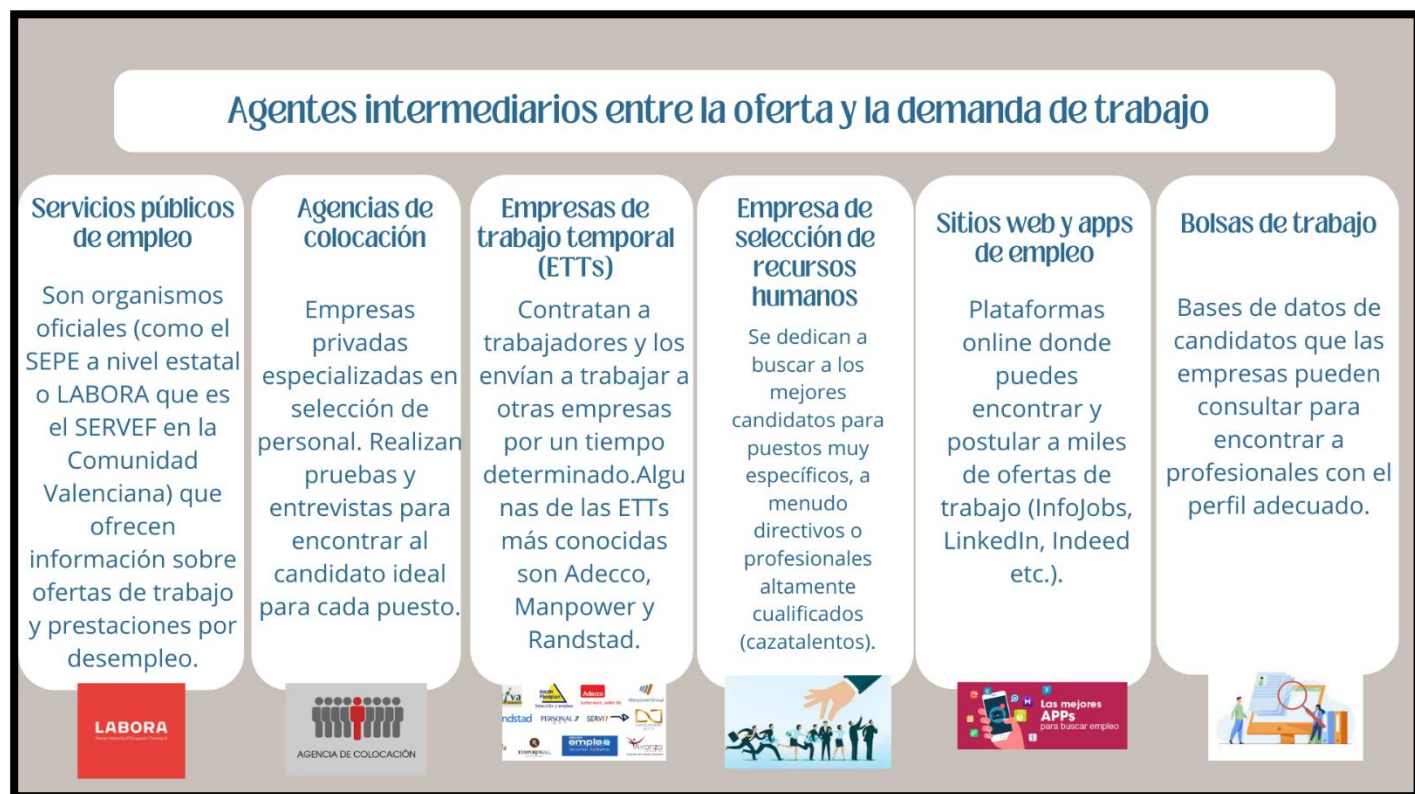 Agentes intermediarios entre la oferta y la demanda de trabajo
Servicios públicos
de empleo
Son organismos
oficiales (como el
SEPE a nivel estatal
o LABORA que es
el SERVEF en la
Comunidad
Valenciana) que
ofrecen
información sobre
ofertas de trabajo
y prestaciones por
desempleo.
LABORA
Agencias de
colocación
Empresas
privadas
especializadas en
selección de
personal. Realizan
pruebas y
entrevistas para
encontrar al
candidato ideal
para cada puesto.
AGENCIA DE COLOCACIÓN
Empresas de
trabajo temporal
(ETTs)
Contratan a
trabajadores y los
envían a trabajar a
otras empresas
por un tiempo
determinado.Algu
nas de las ETTs
más conocidas
son Adecco,
Manpower y
Randstad.
Adecco
ManpowerGroup
ndstad PERSONAL 7 SERVI
empleo
Avanza
Empresa de
selección de
recursos
humanos
Se dedican a
buscar a los
mejores
candidatos para
puestos muy
específicos, a
menudo
directivos o
profesionales
altamente
cualificados
(cazatalentos).
Sitios web y apps
de empleo
Plataformas
online donde
puedes
encontrar y
postular a miles
de ofertas de
trabajo (InfoJobs,
LinkedIn, Indeed
etc.).
Las mejores
APPs
para buscar empleo
Bolsas de trabajo
Bases de datos de
candidatos que las
empresas pueden
consultar para
encontrar a
profesionales con el
perfil adecuado.